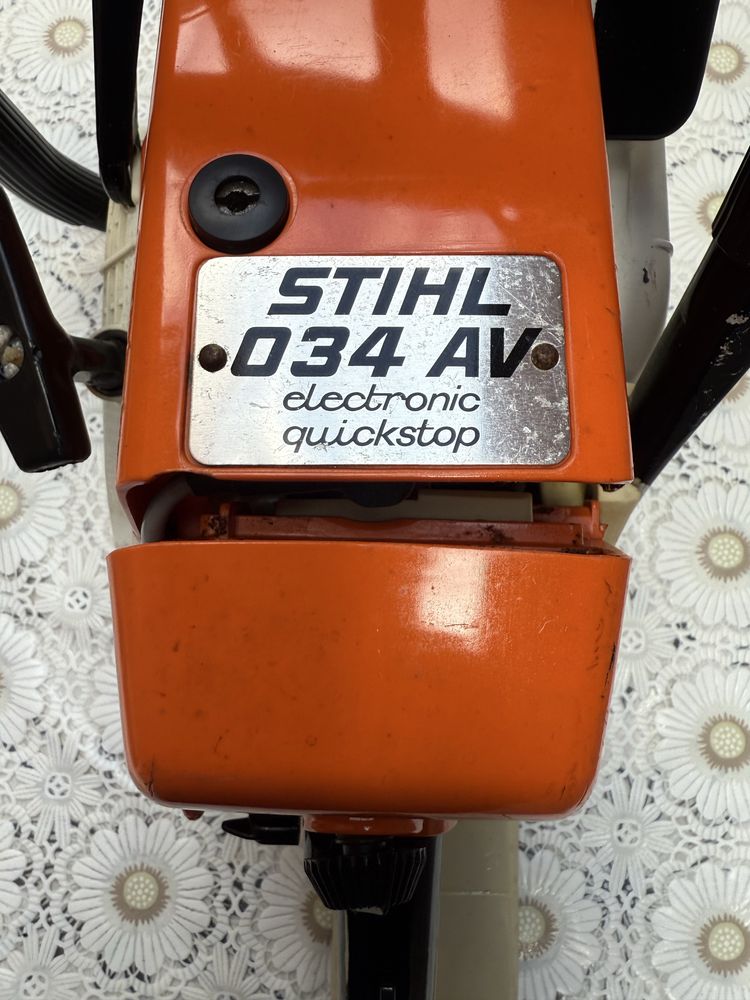 STIHL
034 AV
electronic
quickstop